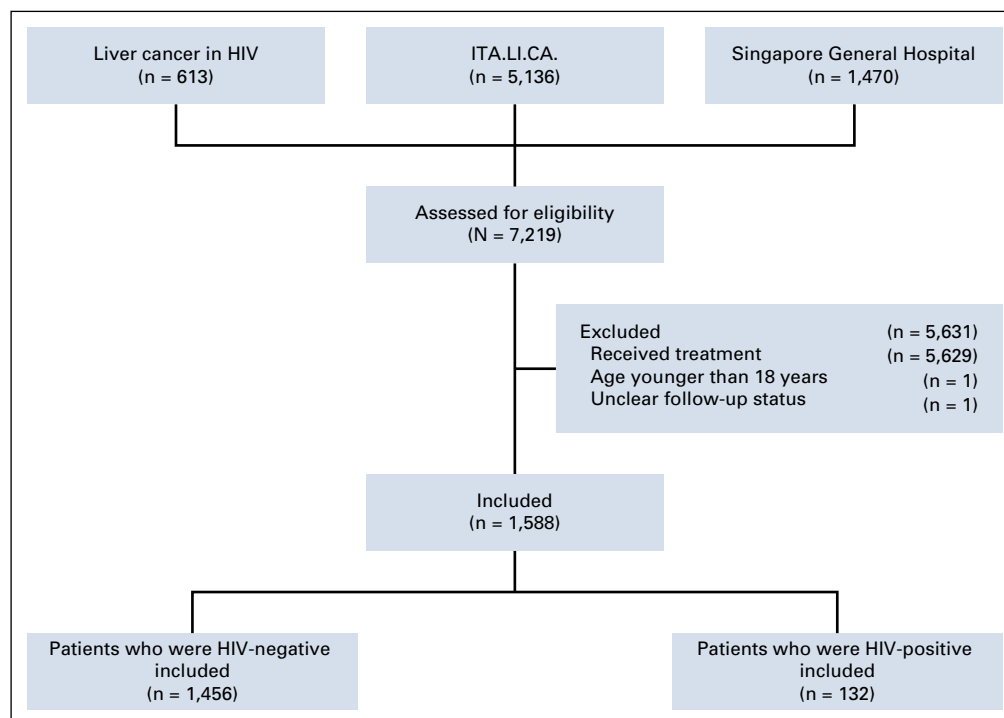 Liver cancer in HIV
(n = 613)
ITA.LI.CA.
(n = 5,136)
Singapore General Hospital
(n = 1,470)
Assessed for eligibility
(N = 7,219)
Excluded (n = 5,631)
Received treatment (n = 5,629)
Age younger than 18 years (n = 1)
Unclear follow-up status (n = 1)
Included
(n = 1,588)
Patients who were HIV-negative
included
(n = 1,456)
Patients who were HIV-positive
included
(n = 132)